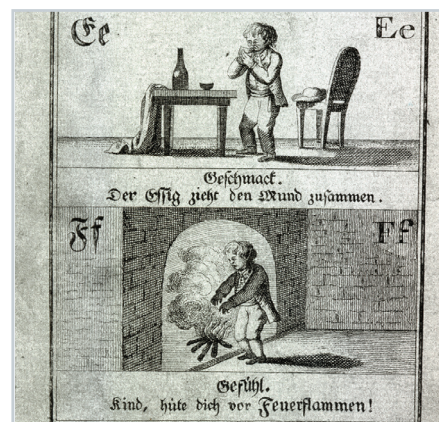 Ee Ee
Geschmack.
Der Essig zieht den Mund zusammen.
Ff Ff
Gefühl.
Kind, hüte dich vor Feuerflammen!